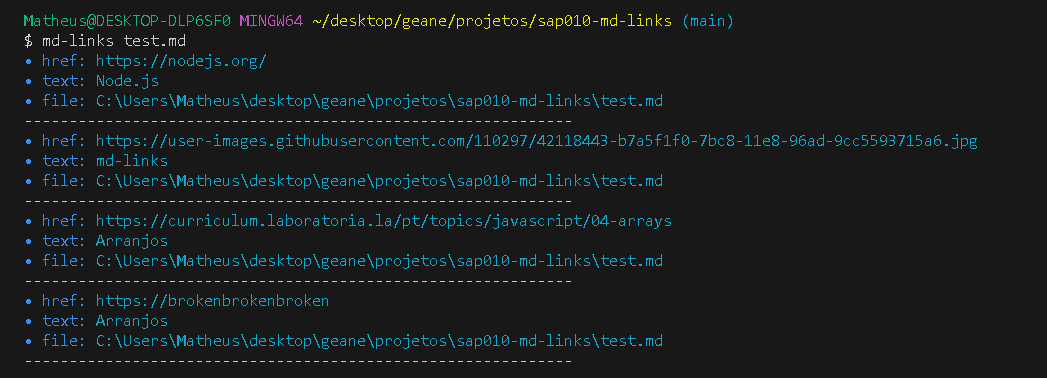 Matheus@DESKTOP-DLP6SF0 MINGW64 ~/desktop/geane/projetos/sap010-md-links (main)
$ md-links test.md
• href: https://nodejs.org/
• text: Node.js
• file: C:\Users\Matheus\desktop\geane\projetos\sap010-md-links\test.md
-------------------------------------------------------------
• href: https://user-images.githubusercontent.com/110297/42118443-b7a5f1f0-7bc8-11e8-96ad-9cc5593715a6.jpg
• text: md-links
• file: C:\Users\Matheus\desktop\geane\projetos\sap010-md-links\test.md
-------------------------------------------------------------
• href: https://curriculum.laboratoria.la/pt/topics/javascript/04-arrays
• text: Arranjos
• file: C:\Users\Matheus\desktop\geane\projetos\sap010-md-links\test.md
-------------------------------------------------------------
• href: https://brokenbrokenbroken
• text: Arranjos
• file: C:\Users\Matheus\desktop\geane\projetos\sap010-md-links\test.md
-------------------------------------------------------------